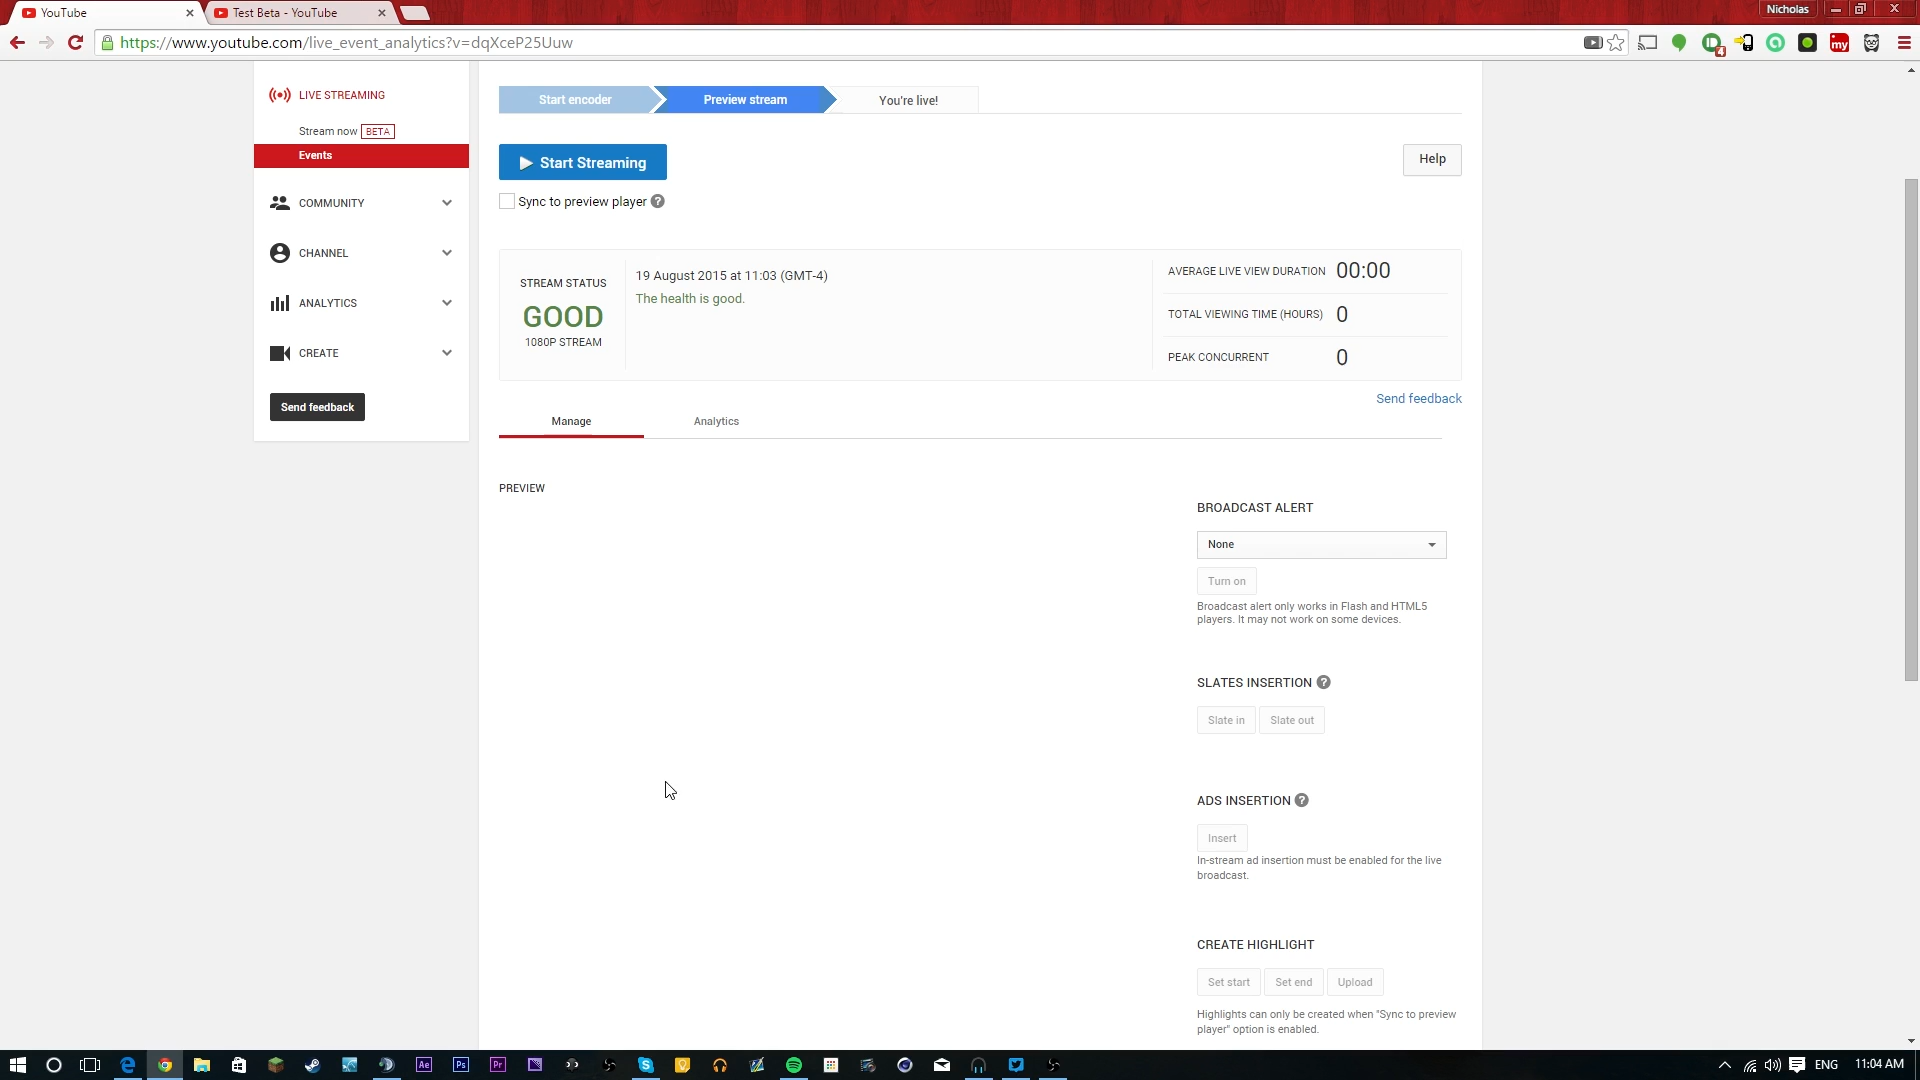 YouTube
Test Beta - YouTube
Nicholas
https://www.youtube.com/live_event_analytics?v=dqXceP25Uuw
4
my
LIVE STREAMING
Stream now BETA
Events
COMMUNITY
CHANNEL
ANALYTICS
CREATE
Send feedback
Start encoder
Preview stream
You're live!
Start Streaming
Help
Sync to preview player ?
STREAM STATUS
GOOD
1080P STREAM
19 August 2015 at 11:03 (GMT-4)
The health is good.
AVERAGE LIVE VIEW DURATION 00:00
TOTAL VIEWING TIME (HOURS) 0
PEAK CONCURRENT 0
Send feedback
Manage
Analytics
PREVIEW
BROADCAST ALERT
None
Turn on
Broadcast alert only works in Flash and HTML5
players. It may not work on some devices.
SLATES INSERTION ?
Slate in
Slate out
ADS INSERTION ?
Insert
In-stream ad insertion must be enabled for the live
broadcast.
CREATE HIGHLIGHT
Set start
Set end
Upload
Highlights can only be created when "Sync to preview
player" option is enabled.
Ae
Ps
Pr
ENG
11:04 AM